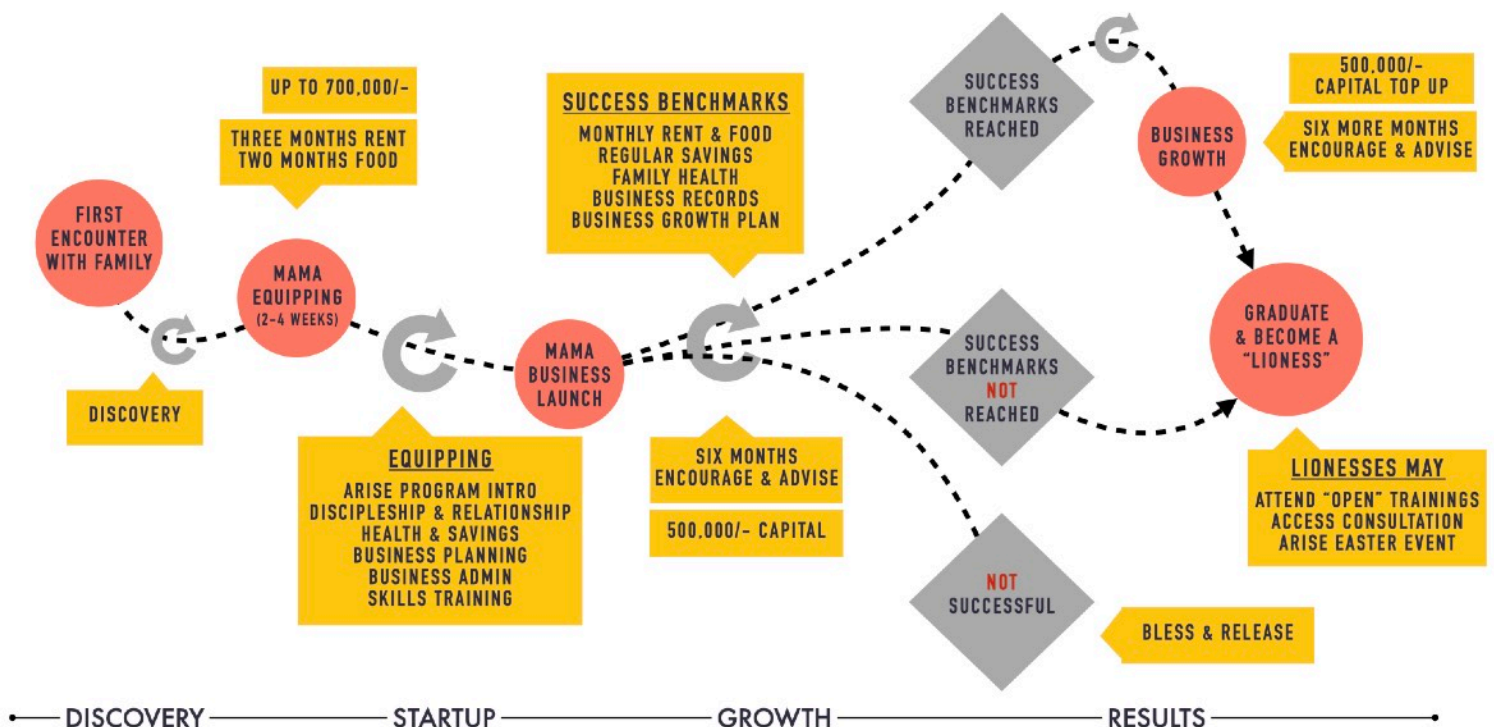 FIRST
ENCOUNTER
WITH FAMILY
DISCOVERY
UP TO 700,000/-
THREE MONTHS RENT
TWO MONTHS FOOD
MAMA
EQUIPPING
(2-4 WEEKS)
EQUIPPING
ARISE PROGRAM INTRO
DISCIPLESHIP & RELATIONSHIP
HEALTH & SAVINGS
BUSINESS PLANNING
BUSINESS ADMIN
SKILLS TRAINING
MAMA
BUSINESS
LAUNCH
SUCCESS BENCHMARKS
MONTHLY RENT & FOOD
REGULAR SAVINGS
FAMILY HEALTH
BUSINESS RECORDS
BUSINESS GROWTH PLAN
SIX MONTHS
ENCOURAGE & ADVISE
500,000/- CAPITAL
SUCCESS
BENCHMARKS
REACHED
BUSINESS
GROWTH
500,000/-
CAPITAL TOP UP
SIX MORE MONTHS
ENCOURAGE & ADVISE
SUCCESS
BENCHMARKS
NOT
REACHED
GRADUATE
& BECOME A
"LIONESS"
LIONESSES MAY
ATTEND "OPEN" TRAININGS
ACCESS CONSULTATION
ARISE EASTER EVENT
NOT
SUCCESSFUL
BLESS & RELEASE
DISCOVERY
STARTUP
GROWTH
RESULTS